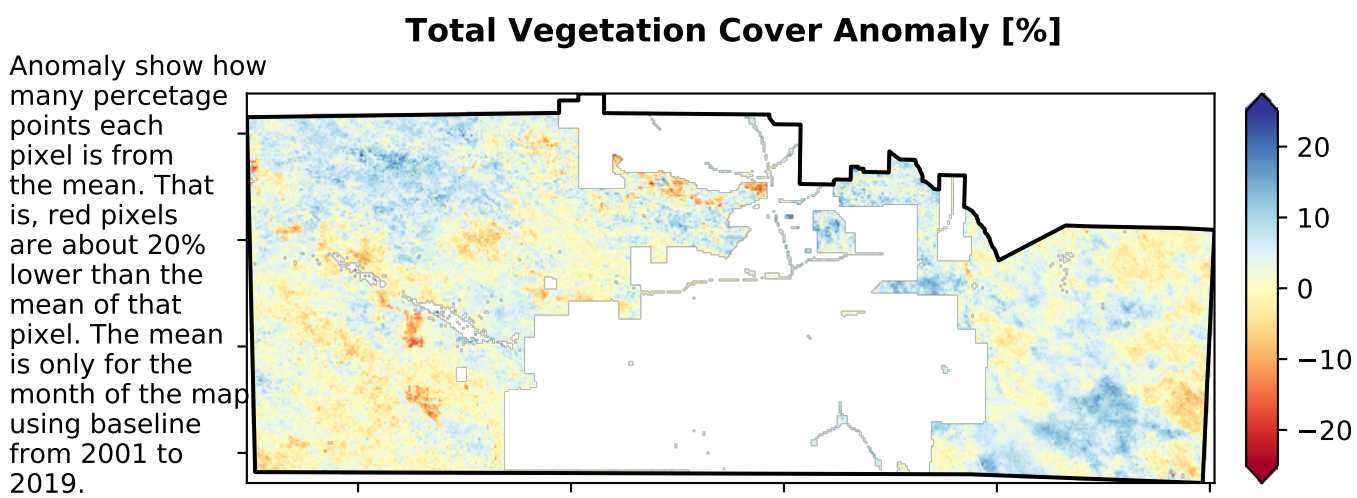 Total Vegetation Cover Anomaly [%]
Anomaly show how
many percetage
points each
pixel is from
the mean. That
is, red pixels
are about 20%
lower than the
mean of that
pixel. The mean
is only for the
month of the map
using baseline
from 2001 to
2019.
20
10
0
−10
−20